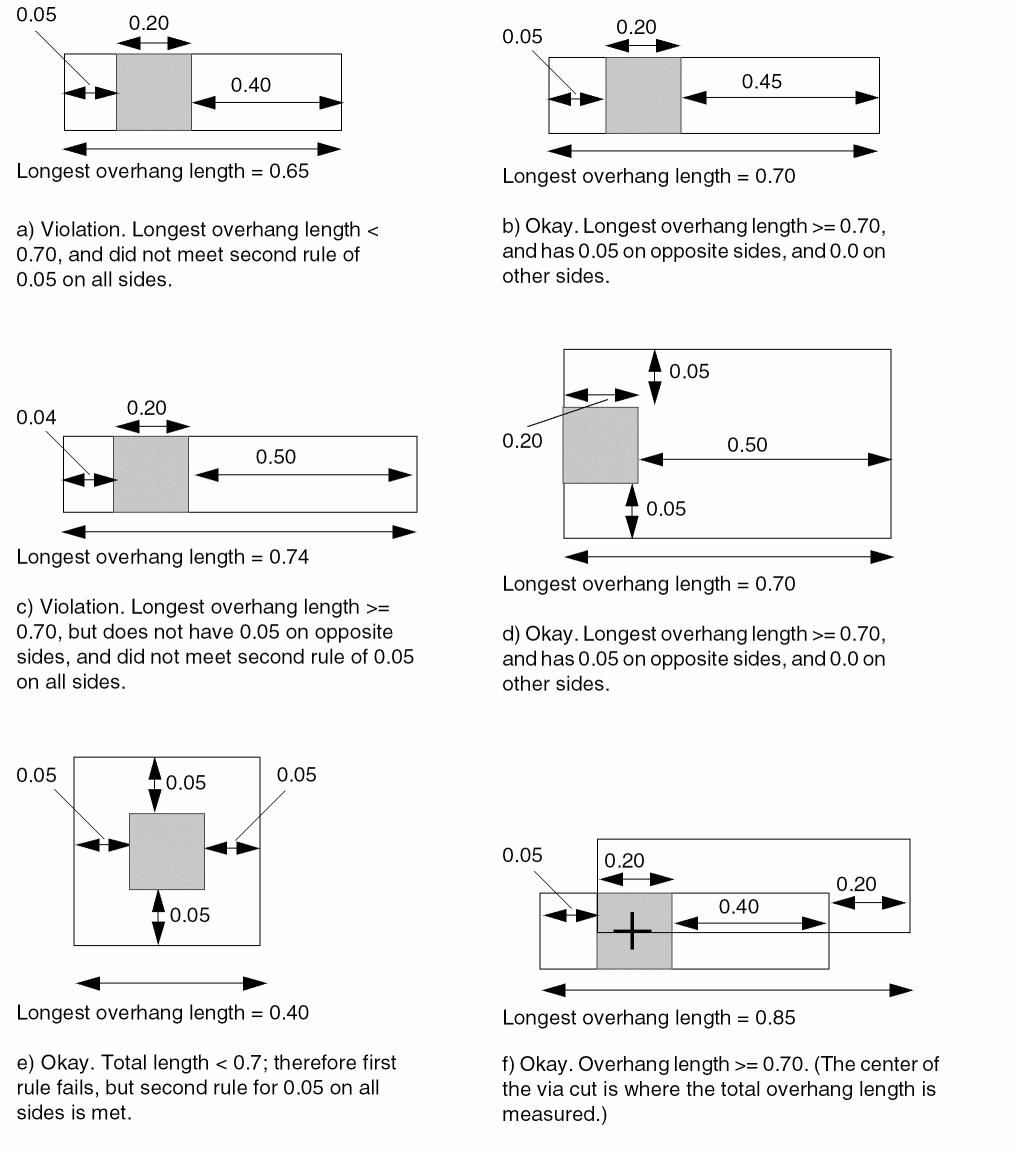 0.05
0.20
0.40
Longest overhang length = 0.65
a) Violation. Longest overhang length <
0.70, and did not meet second rule of
0.05 on all sides.
0.05
0.20
0.45
Longest overhang length = 0.70
b) Okay. Longest overhang length >= 0.70,
and has 0.05 on opposite sides, and 0.0 on
other sides.
0.04
0.20
0.50
Longest overhang length = 0.74
c) Violation. Longest overhang length >=
0.70, but does not have 0.05 on opposite
sides, and did not meet second rule of 0.05
on all sides.
0.05
0.20
0.50
0.05
Longest overhang length = 0.70
d) Okay. Longest overhang length >= 0.70,
and has 0.05 on opposite sides, and 0.0 on
other sides.
0.05
0.05
0.05
0.05
Longest overhang length = 0.40
e) Okay. Total length < 0.7; therefore first
rule fails, but second rule for 0.05 on all
sides is met.
0.05
0.20
0.20
0.40
Longest overhang length = 0.85
f) Okay. Overhang length >= 0.70. (The center of
the via cut is where the total overhang length is
measured.)